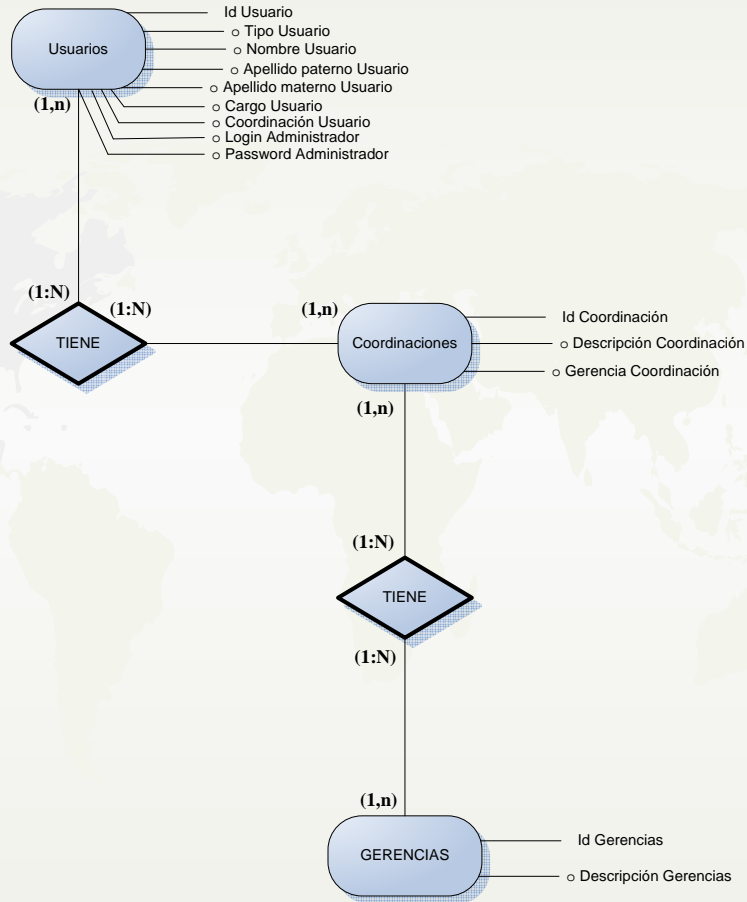 Id Usuario
o Tipo Usuario
Usuarios
o Nombre Usuario
o Apellido paterno Usuario
o Apellido materno Usuario
(1,n)
o Cargo Usuario
o Coordinación Usuario
o Login Administrador
o Password Administrador
(1:N)
(1:N)
(1,n)
TIENE
Coordinaciones
Id Coordinación
o Descripción Coordinación
o Gerencia Coordinación
(1,n)
(1:N)
TIENE
(1:N)
(1,n)
GERENCIAS
Id Gerencias
o Descripción Gerencias